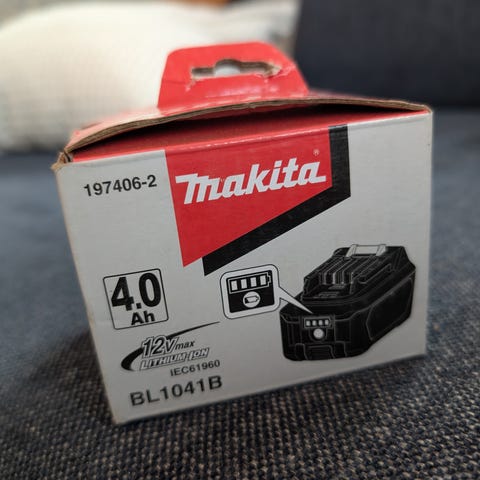 197406-2
makita®
4.0
Ah
12Vmax
LITHIUM-ION
IEC61960
BL1041B